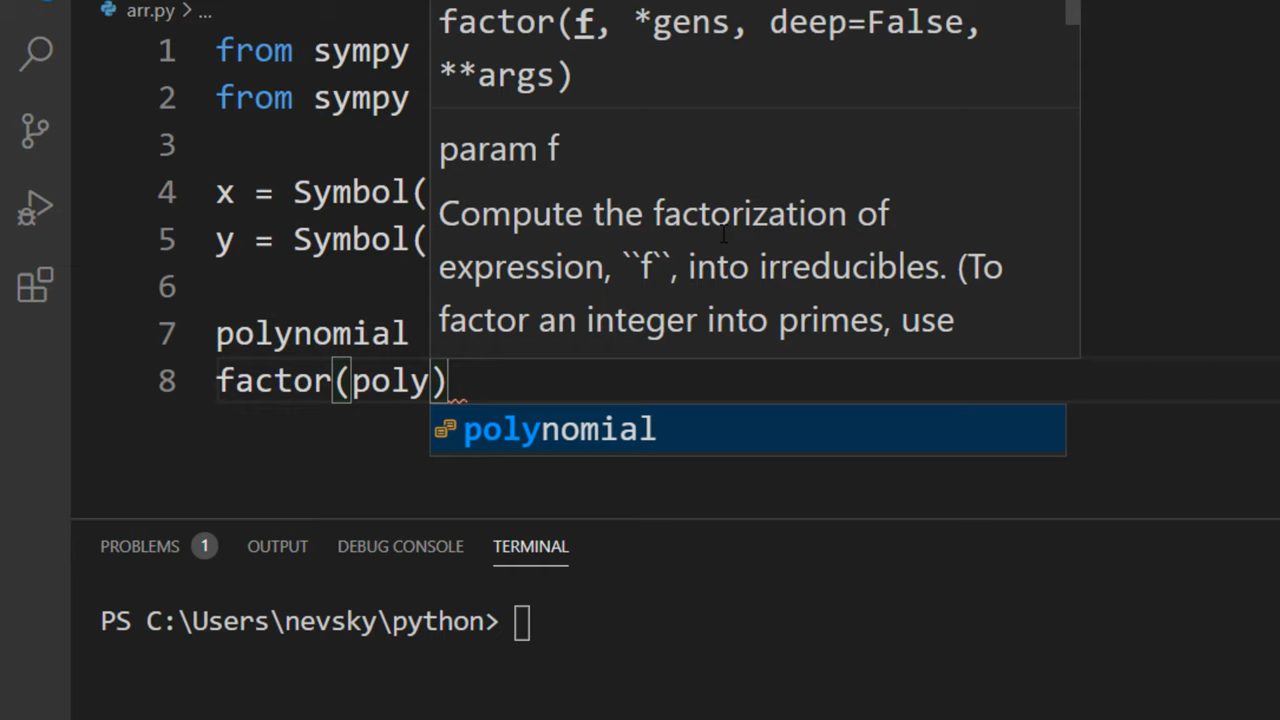 arr.py > ...
1 from sympy
2 from sympy
3
4 x = Symbol(
5 y = Symbol(
6
7 polynomial
8 factor(poly)
factor(f, *gens, deep=False,
**args)
param f
Compute the factorization of
expression, ``f``, into irreducibles. (To
factor an integer into primes, use
polynomial
PROBLEMS 1 OUTPUT DEBUG CONSOLE TERMINAL
PS C:\Users\nevsky\python>